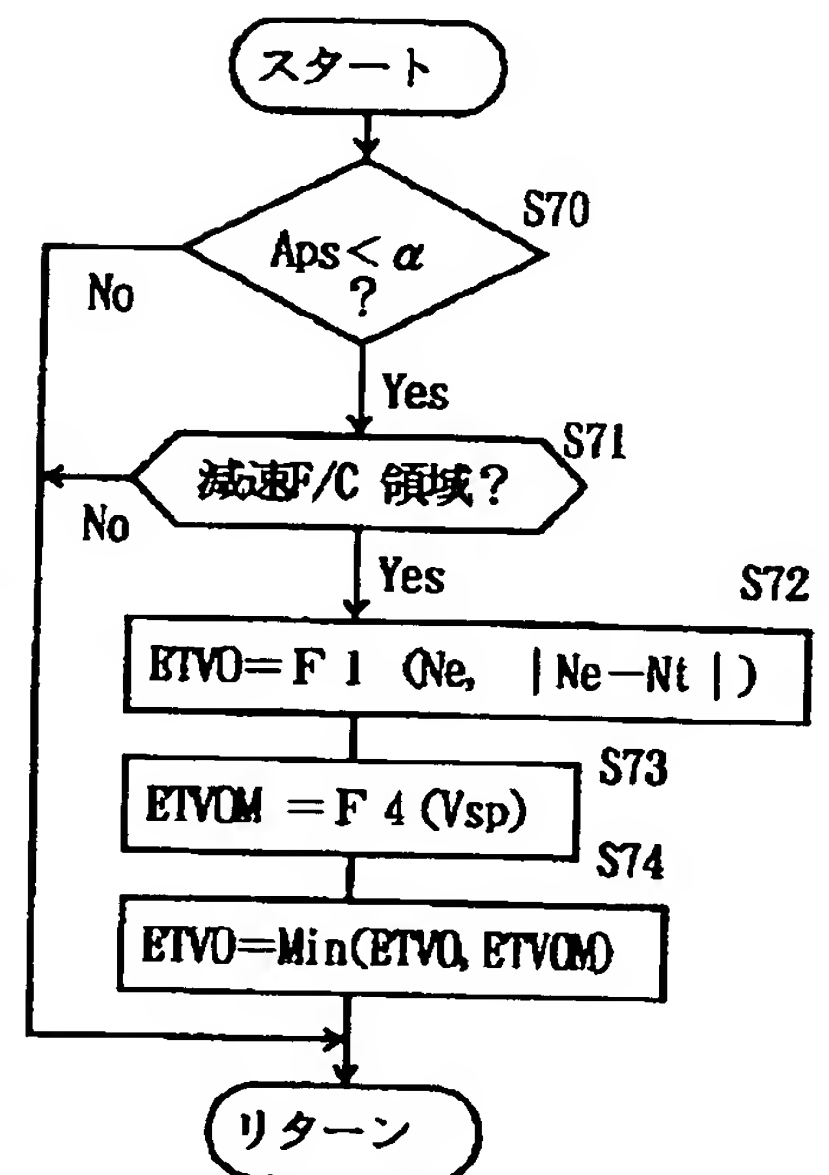 スタート
S70
Aps<α
?
No
Yes
S71
減速F/C 領域?
No
Yes
S72
ETVO=F 1 (Ne, |Ne-Nt|)
S73
ETVOM =F 4 (Vsp)
S74
ETVO=Min(ETVO, ETVOM)
リターン